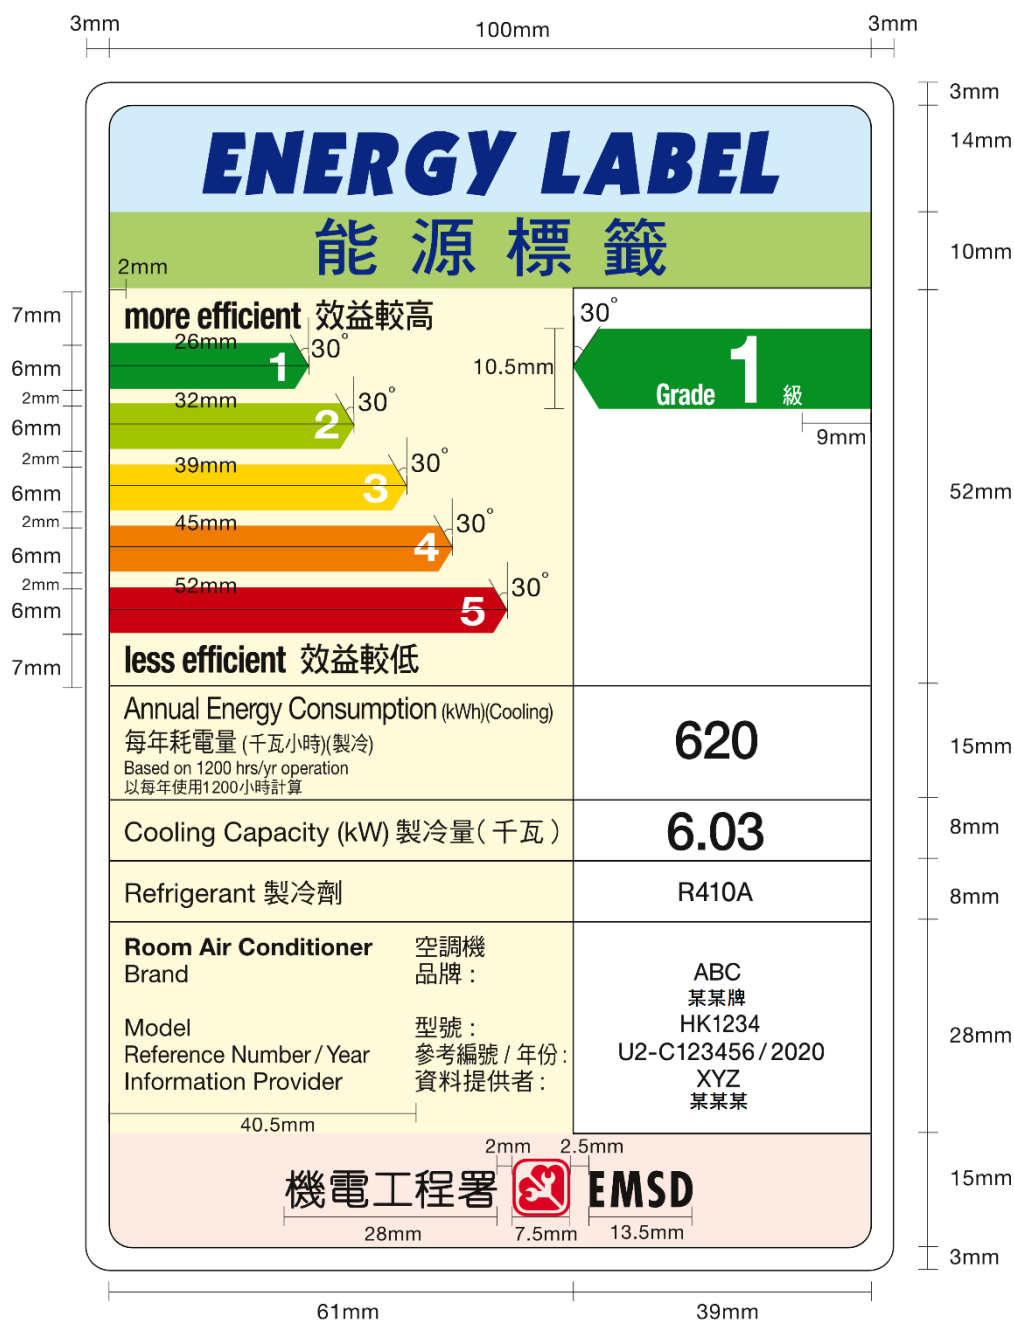 3mm 100mm 3mm
3mm
ENERGY LABEL
14mm
能源標籤
10mm
2mm
7mm
more efficient 效益較高
30°
26mm
1
30°
10.5mm
1
Grade 級
6mm
2mm
32mm
2
30°
9mm
6mm
2mm
39mm
3
30°
6mm
52mm
2mm
45mm
4
30°
6mm
2mm
52mm
5
30°
6mm
less efficient 效益較低
7mm
Annual Energy Consumption (kWh)(Cooling)
每年耗電量 (千瓦小時)(製冷)
Based on 1200 hrs/yr operation
以每年使用1200小時計算
620
15mm
Cooling Capacity (kW) 製冷量(千瓦)
6.03
8mm
Refrigerant 製冷劑
R410A
8mm
Room Air Conditioner 空調機
Brand 品牌 :
ABC
某某牌
Model 型號 :
HK1234
Reference Number / Year 參考編號 / 年份 :
U2-C123456 / 2020
Information Provider 資料提供者 :
XYZ
某某某
28mm
40.5mm
2mm 2.5mm
機電工程署 EMSD
15mm
28mm 7.5mm 13.5mm
3mm
61mm 39mm